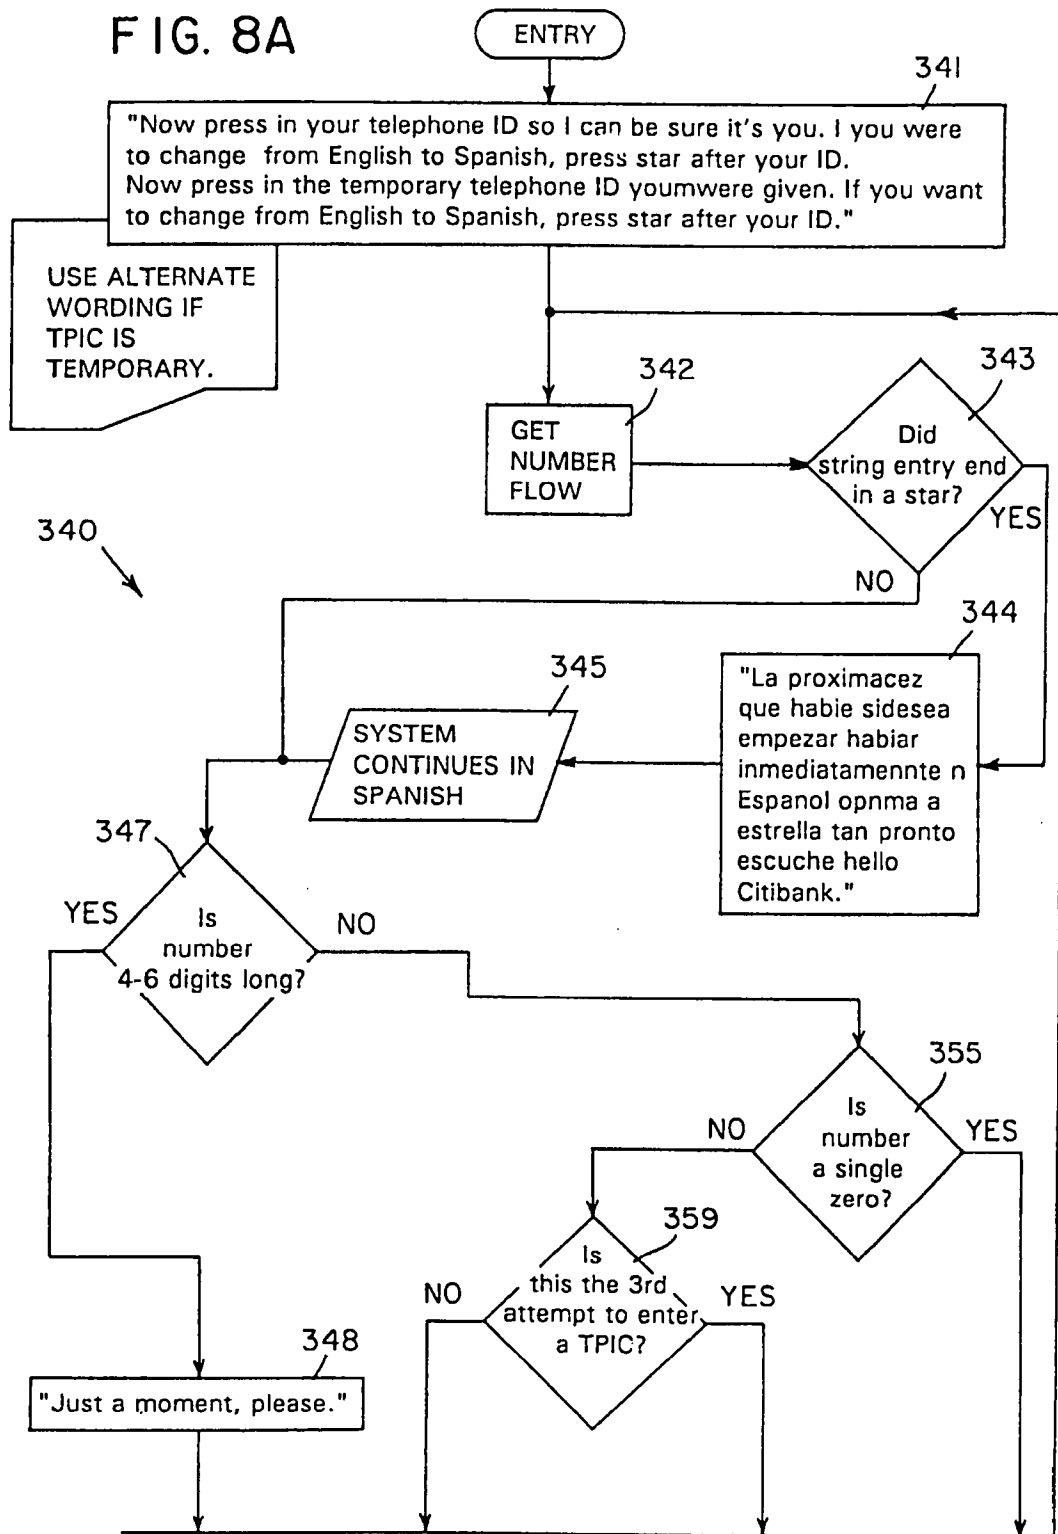 FIG. 8A
ENTRY
341
"Now press in your telephone ID so I can be sure it's you. I you were
to change from English to Spanish, press star after your ID.
Now press in the temporary telephone ID youmwere given. If you want
to change from English to Spanish, press star after your ID."
USE ALTERNATE
WORDING IF
TPIC IS
TEMPORARY.
342
GET
NUMBER
FLOW
343
Did
string entry end
in a star?
YES
NO
340
344
"La proximacez
que habie sidesea
empezar habiar
inmediatamennte n
Espanol opnma a
estrella tan pronto
escuche hello
Citibank."
345
SYSTEM
CONTINUES IN
SPANISH
347
YES
Is
number
4-6 digits long?
NO
355
NO
Is
number
a single
zero?
YES
359
NO
Is
this the 3rd
attempt to enter
a TPIC?
YES
348
"Just a moment, please."